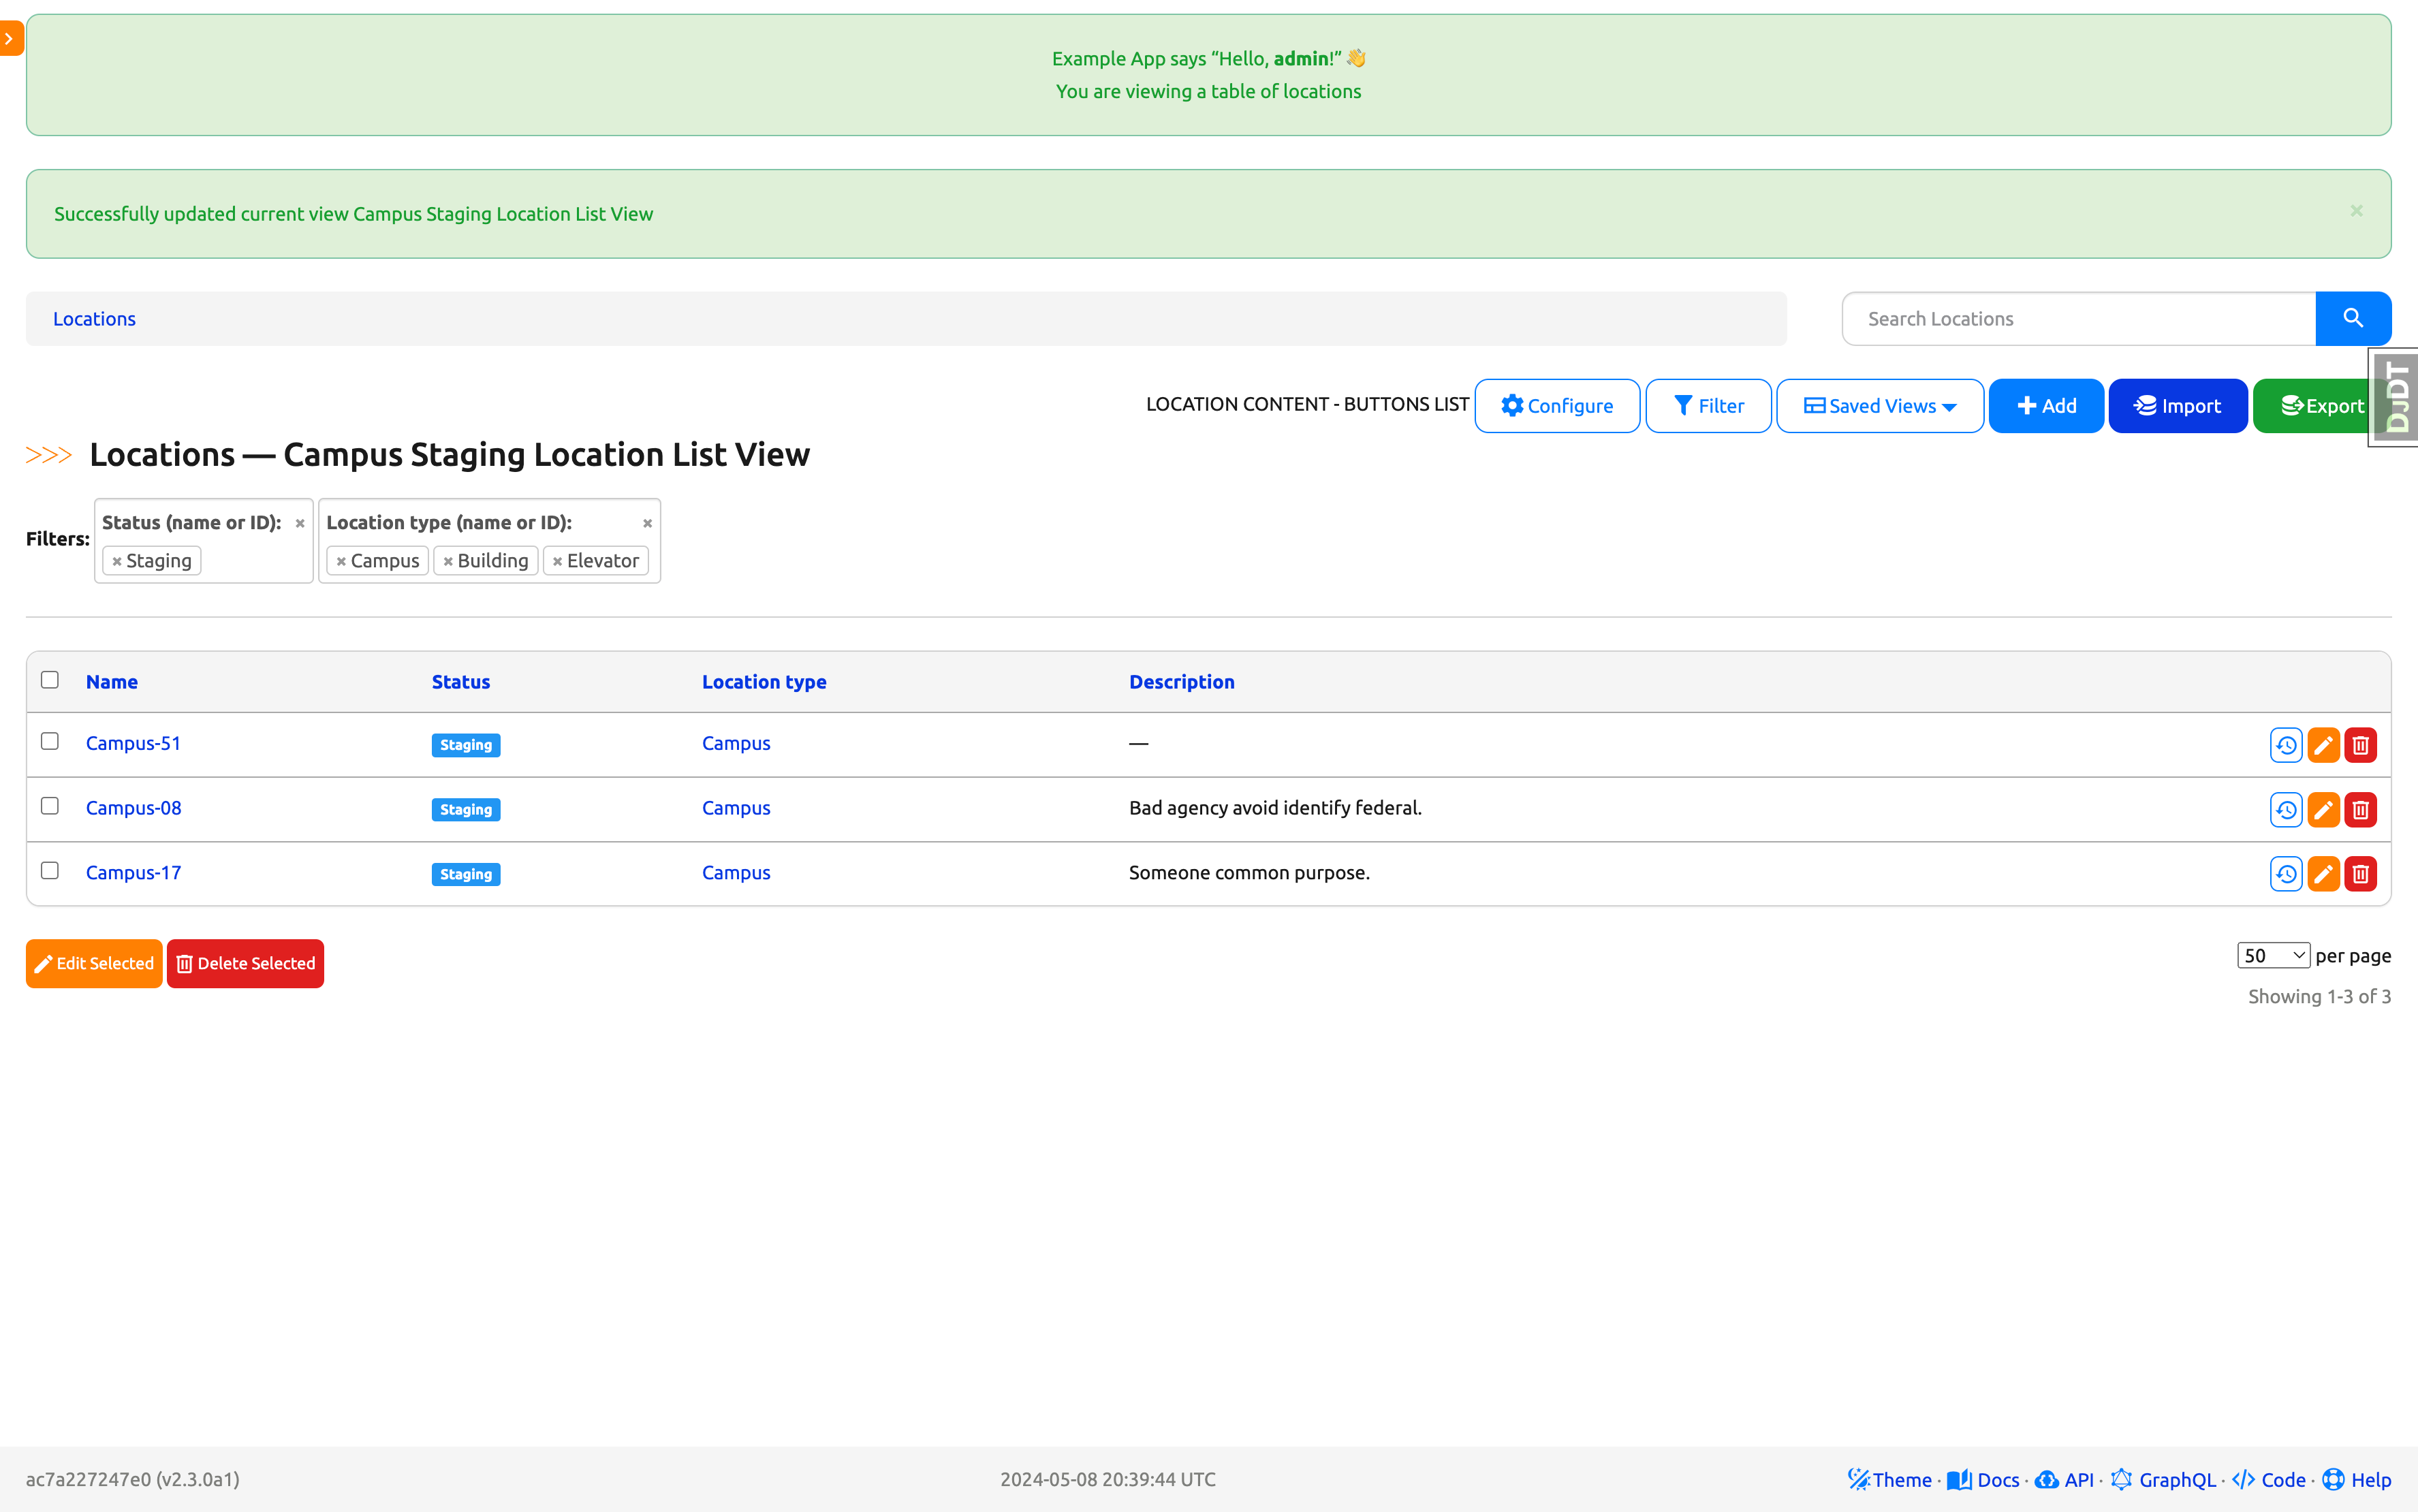 Example App says “Hello, admin!” 👋
You are viewing a table of locations
Successfully updated current view Campus Staging Location List View
×
Locations
Search Locations
LOCATION CONTENT - BUTTONS LIST Configure Filter Saved Views Add Import Export
DJDT
>>> Locations — Campus Staging Location List View
Filters:
Status (name or ID): ×
× Staging
Location type (name or ID): ×
× Campus × Building × Elevator
Name Status Location type Description
Campus-51 Staging Campus —
Campus-08 Staging Campus Bad agency avoid identify federal.
Campus-17 Staging Campus Someone common purpose.
Edit Selected Delete Selected
50 per page
Showing 1-3 of 3
ac7a227247e0 (v2.3.0a1)
2024-05-08 20:39:44 UTC
Theme · Docs · API · GraphQL · Code · Help